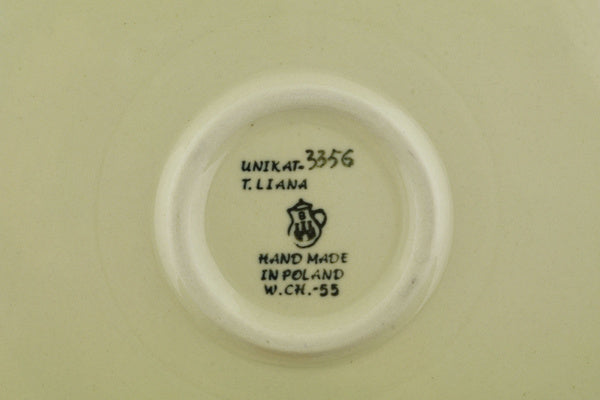 UNIKAT-3356
T. LIANA
B
HAND MADE
IN POLAND
W.CH.-55